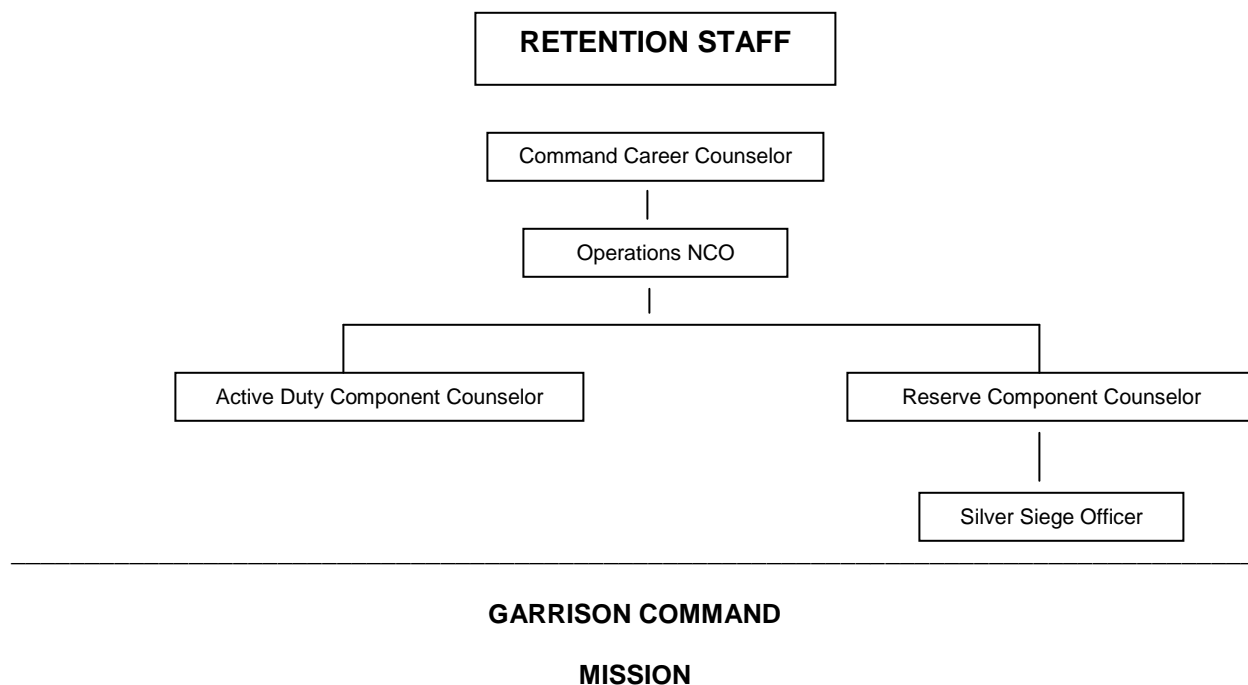 RETENTION STAFF
Command Career Counselor
Operations NCO
Active Duty Component Counselor
Reserve Component Counselor
Silver Siege Officer
GARRISON COMMAND
MISSION